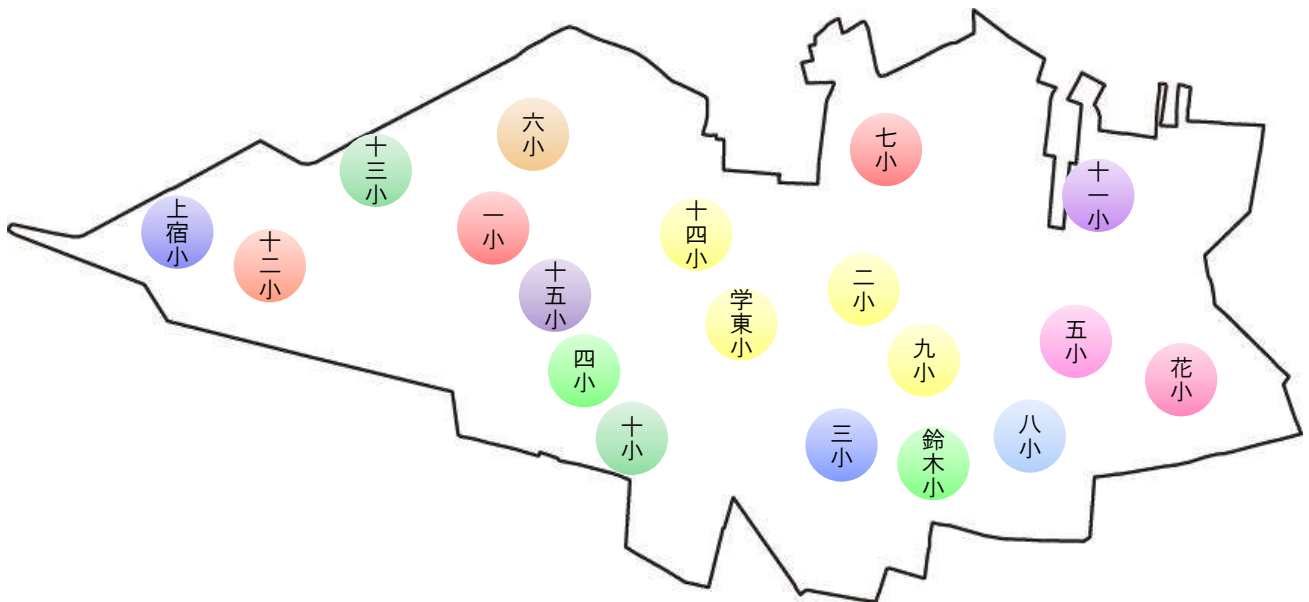 六小
七小
十三小
十一小
上宿小
一小
十四小
十二小
十五小
二小
学東小
五小
九小
四小
花小
十小
三小
八小
鈴木小